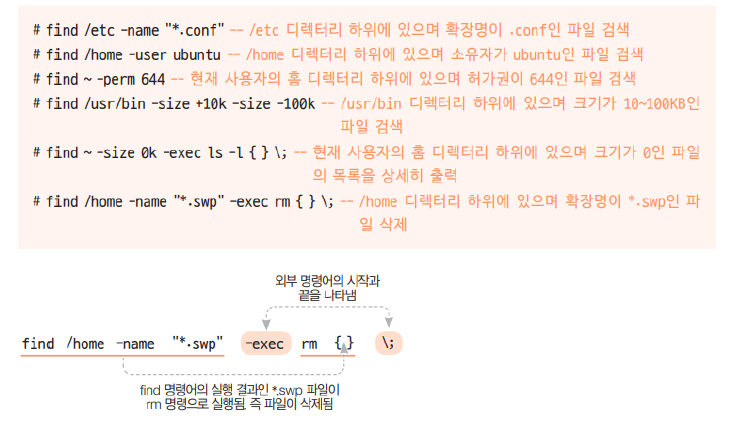 # find /etc -name "*.conf" -- /etc 디렉터리 하위에 있으며 확장명이 .conf인 파일 검색
# find /home -user ubuntu -- /home 디렉터리 하위에 있으며 소유자가 ubuntu인 파일 검색
# find ~ -perm 644 -- 현재 사용자의 홈 디렉터리 하위에 있으며 허가권이 644인 파일 검색
# find /usr/bin -size +10k -size -100k -- /usr/bin 디렉터리 하위에 있으며 크기가 10~100KB인
파일 검색
# find ~ -size 0k -exec ls -l { } \; -- 현재 사용자의 홈 디렉터리 하위에 있으며 크기가 0인 파일
의 목록을 상세히 출력
# find /home -name "*.swp" -exec rm { } \; -- /home 디렉터리 하위에 있으며 확장명이 *.swp인 파
일 삭제
외부 명령어의 시작과
끝을 나타냄
find /home -name "*.swp" -exec rm { } \;
find 명령어의 실행 결과인 *.swp 파일이
rm 명령으로 실행됨. 즉 파일이 삭제됨